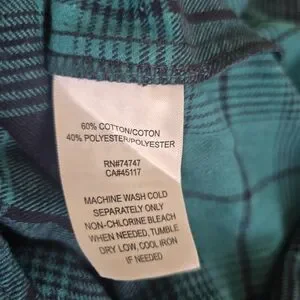 60% COTTON/COTON
40% POLYESTER/POLYESTER
RN#74747
CA#45117
MACHINE WASH COLD
SEPARATELY ONLY
NON-CHLORINE BLEACH
WHEN NEEDED, TUMBLE
DRY LOW, COOL IRON
IF NEEDED